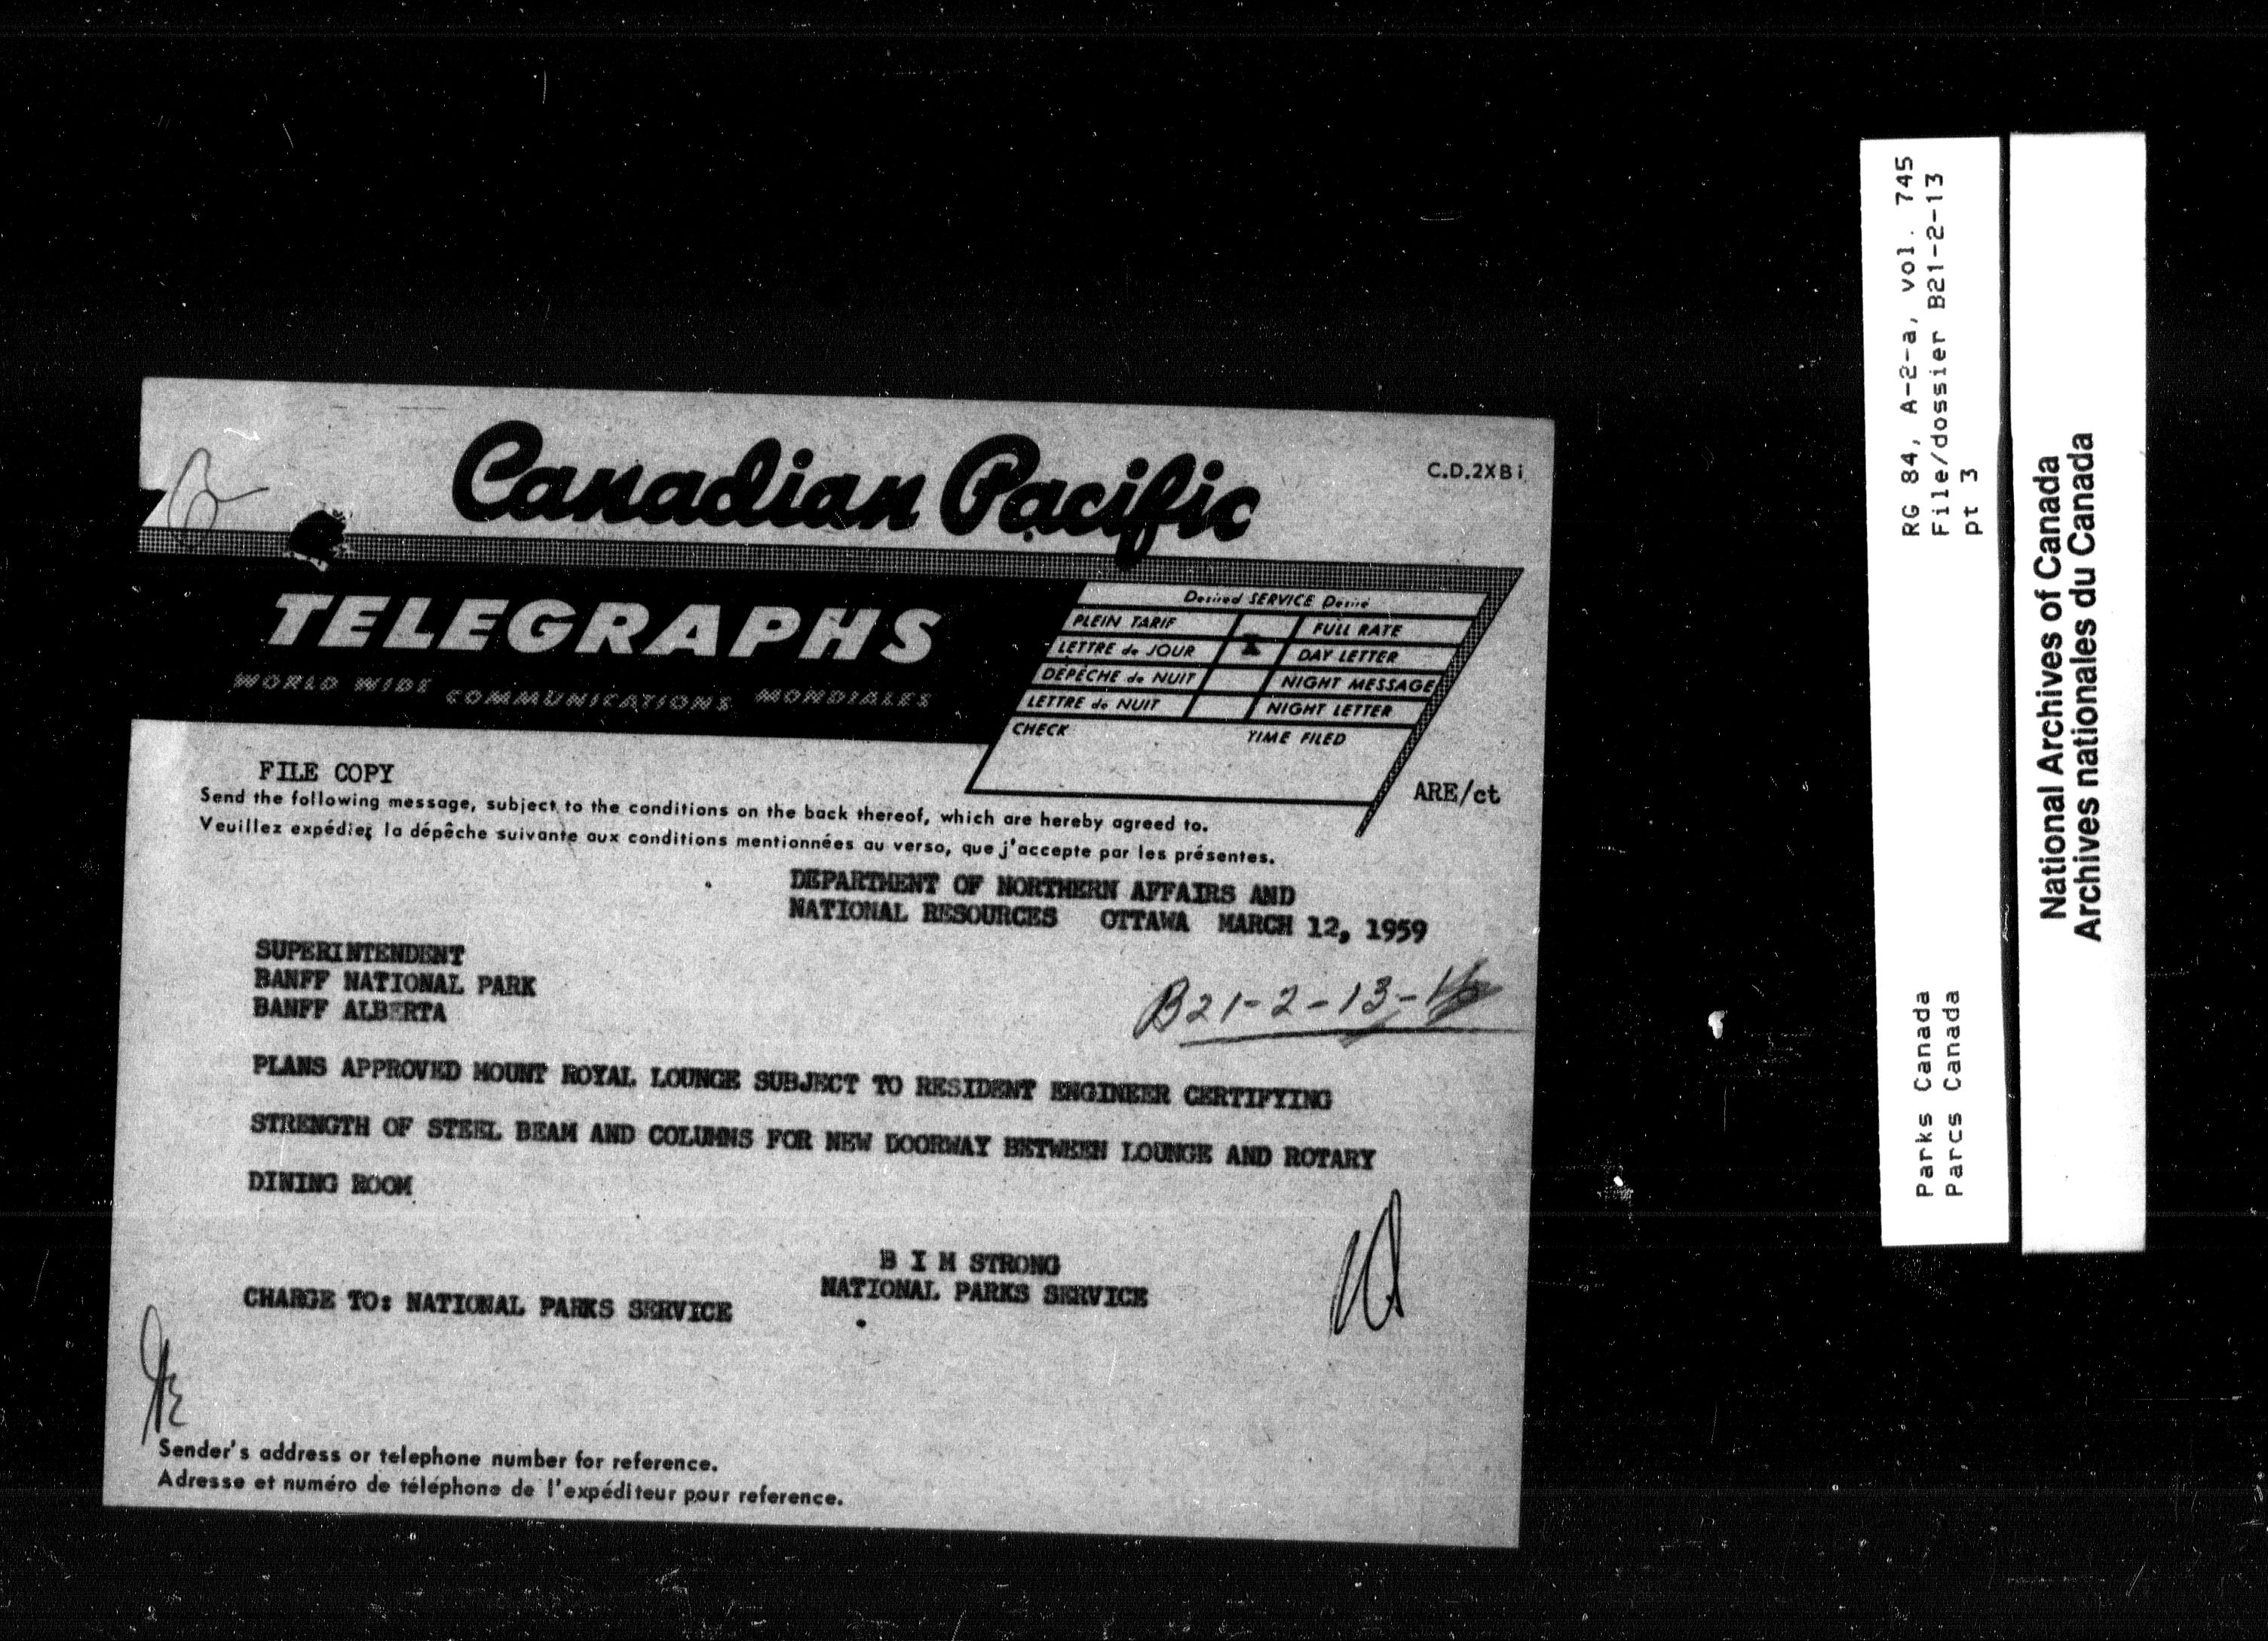 Canadian Pacific
C.D.2XBi
TELEGRAPHS
WORLD WIDE COMMUNICATIONS MONDIALES
Desired SERVICE Desiré
PLEIN TARIF X FULL RATE
LETTRE de JOUR DAY LETTER
DÉPÊCHE de NUIT NIGHT MESSAGE
LETTRE de NUIT NIGHT LETTER
CHECK TIME FILED
FILE COPY
ARE/ct
Send the following message, subject to the conditions on the back thereof, which are hereby agreed to.
Veuillez expédier la dépêche suivante aux conditions mentionnées au verso, que j'accepte par les présentes.
DEPARTMENT OF NORTHERN AFFAIRS AND
NATIONAL RESOURCES OTTAWA MARCH 12, 1959
SUPERINTENDENT
BANFF NATIONAL PARK
BANFF ALBERTA
B21-2-13-
PLANS APPROVED MOUNT ROYAL LOUNGE SUBJECT TO RESIDENT ENGINEER CERTIFYING
STRENGTH OF STEEL BEAM AND COLUMNS FOR NEW DOORWAY BETWEEN LOUNGE AND ROTARY
DINING ROOM
B I M STRONG
NATIONAL PARKS SERVICE
CHARGE TO: NATIONAL PARKS SERVICE
Sender's address or telephone number for reference.
Adresse et numéro de téléphone de l'expéditeur pour reference.
RG 84, A-2-a, vol. 745
File/dossier B21-2-13
pt 3
Parks Canada
Parcs Canada
National Archives of Canada
Archives nationales du Canada